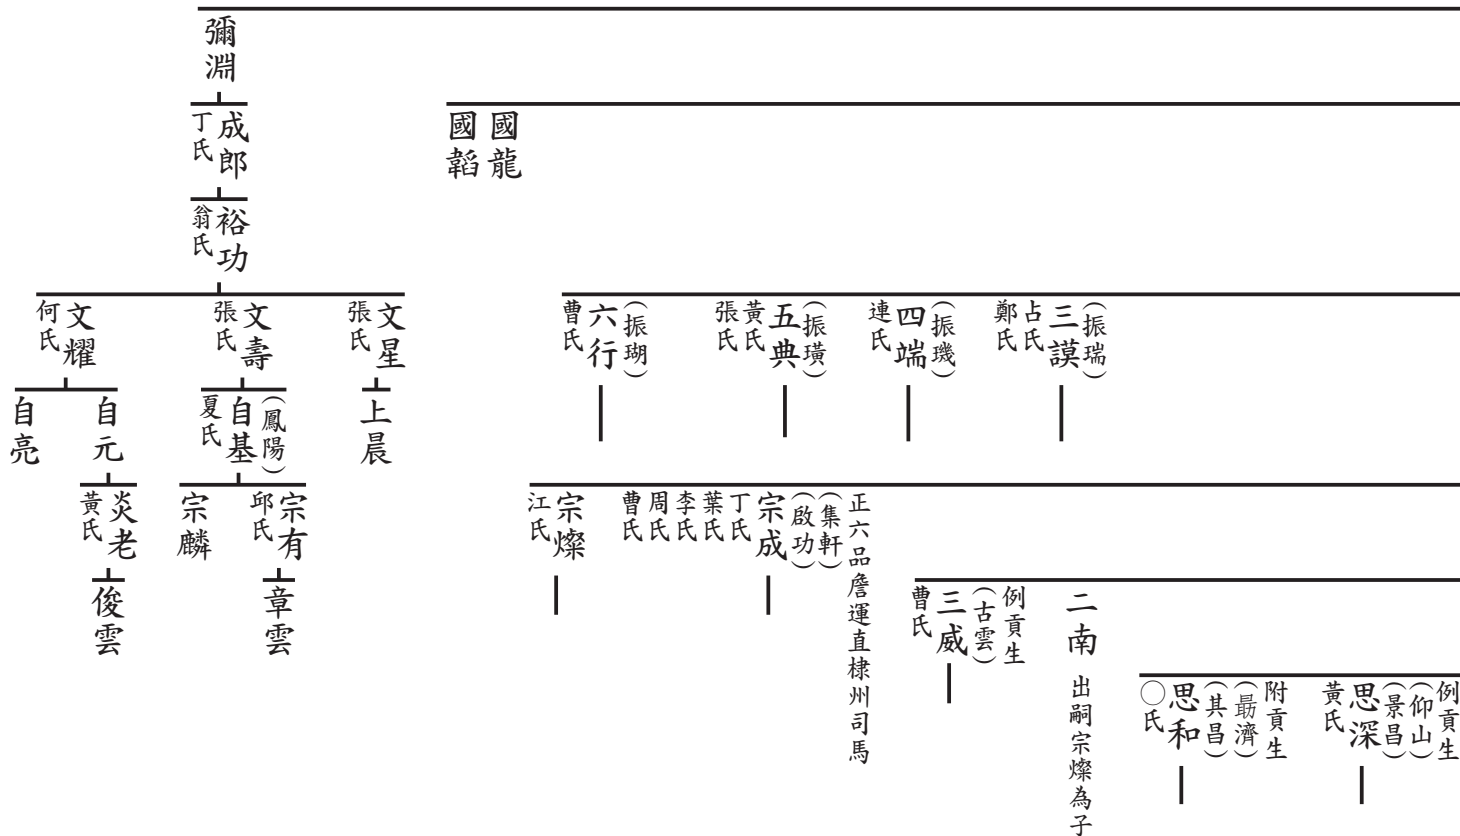 彌淵
國龍
國韜
成郎
丁氏
裕功
翁氏
(振瑞)
三謨
占氏
鄭氏
(振璣)
四端
連氏
(振璜)
五典
黃氏
張氏
(振瑚)
六行
曹氏
文星
張氏
文壽
張氏
文耀
何氏
上晨
(鳳陽)
自基
夏氏
自元
自亮
正六品詹運直棣州司馬
(集軒)
(啟功)
宗成
丁氏
葉氏
李氏
周氏
曹氏
宗燦
江氏
宗有
邱氏
宗麟
炎老
黃氏
二南 出嗣宗燦為子
例貢生
(古雲)
三威
曹氏
章雲
俊雲
例貢生
(仰山)
(景昌)
思深
黃氏
附貢生
(勗濟)
(其昌)
思和
○氏